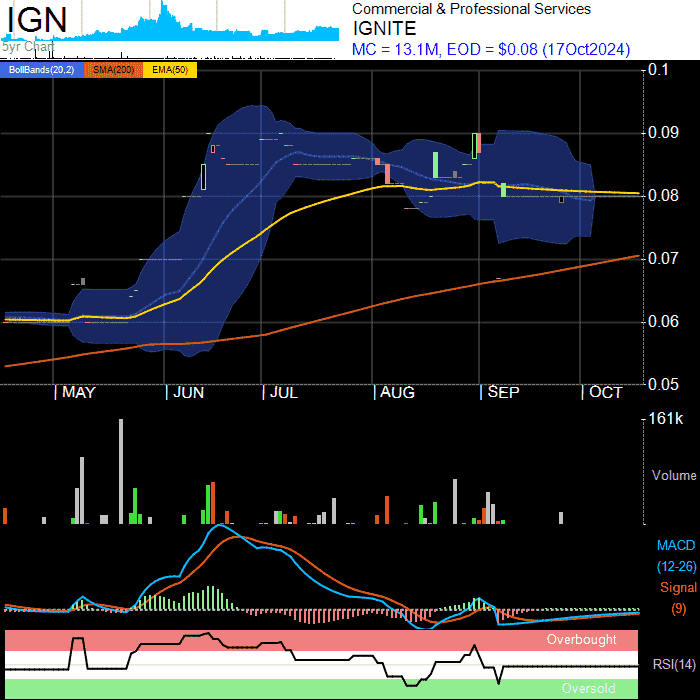 IGN
5yr Chart
Commercial & Professional Services
IGNITE
MC = 13.1M, EOD = $0.08 (17Oct2024)
BollBands(20,2) SMA(200) EMA(50)
0.1
0.09
0.08
0.07
0.06
0.05
MAY JUN JUL AUG SEP OCT
161k
Volume
MACD
(12-26)
Signal
(9)
Overbought
RSI(14)
Oversold